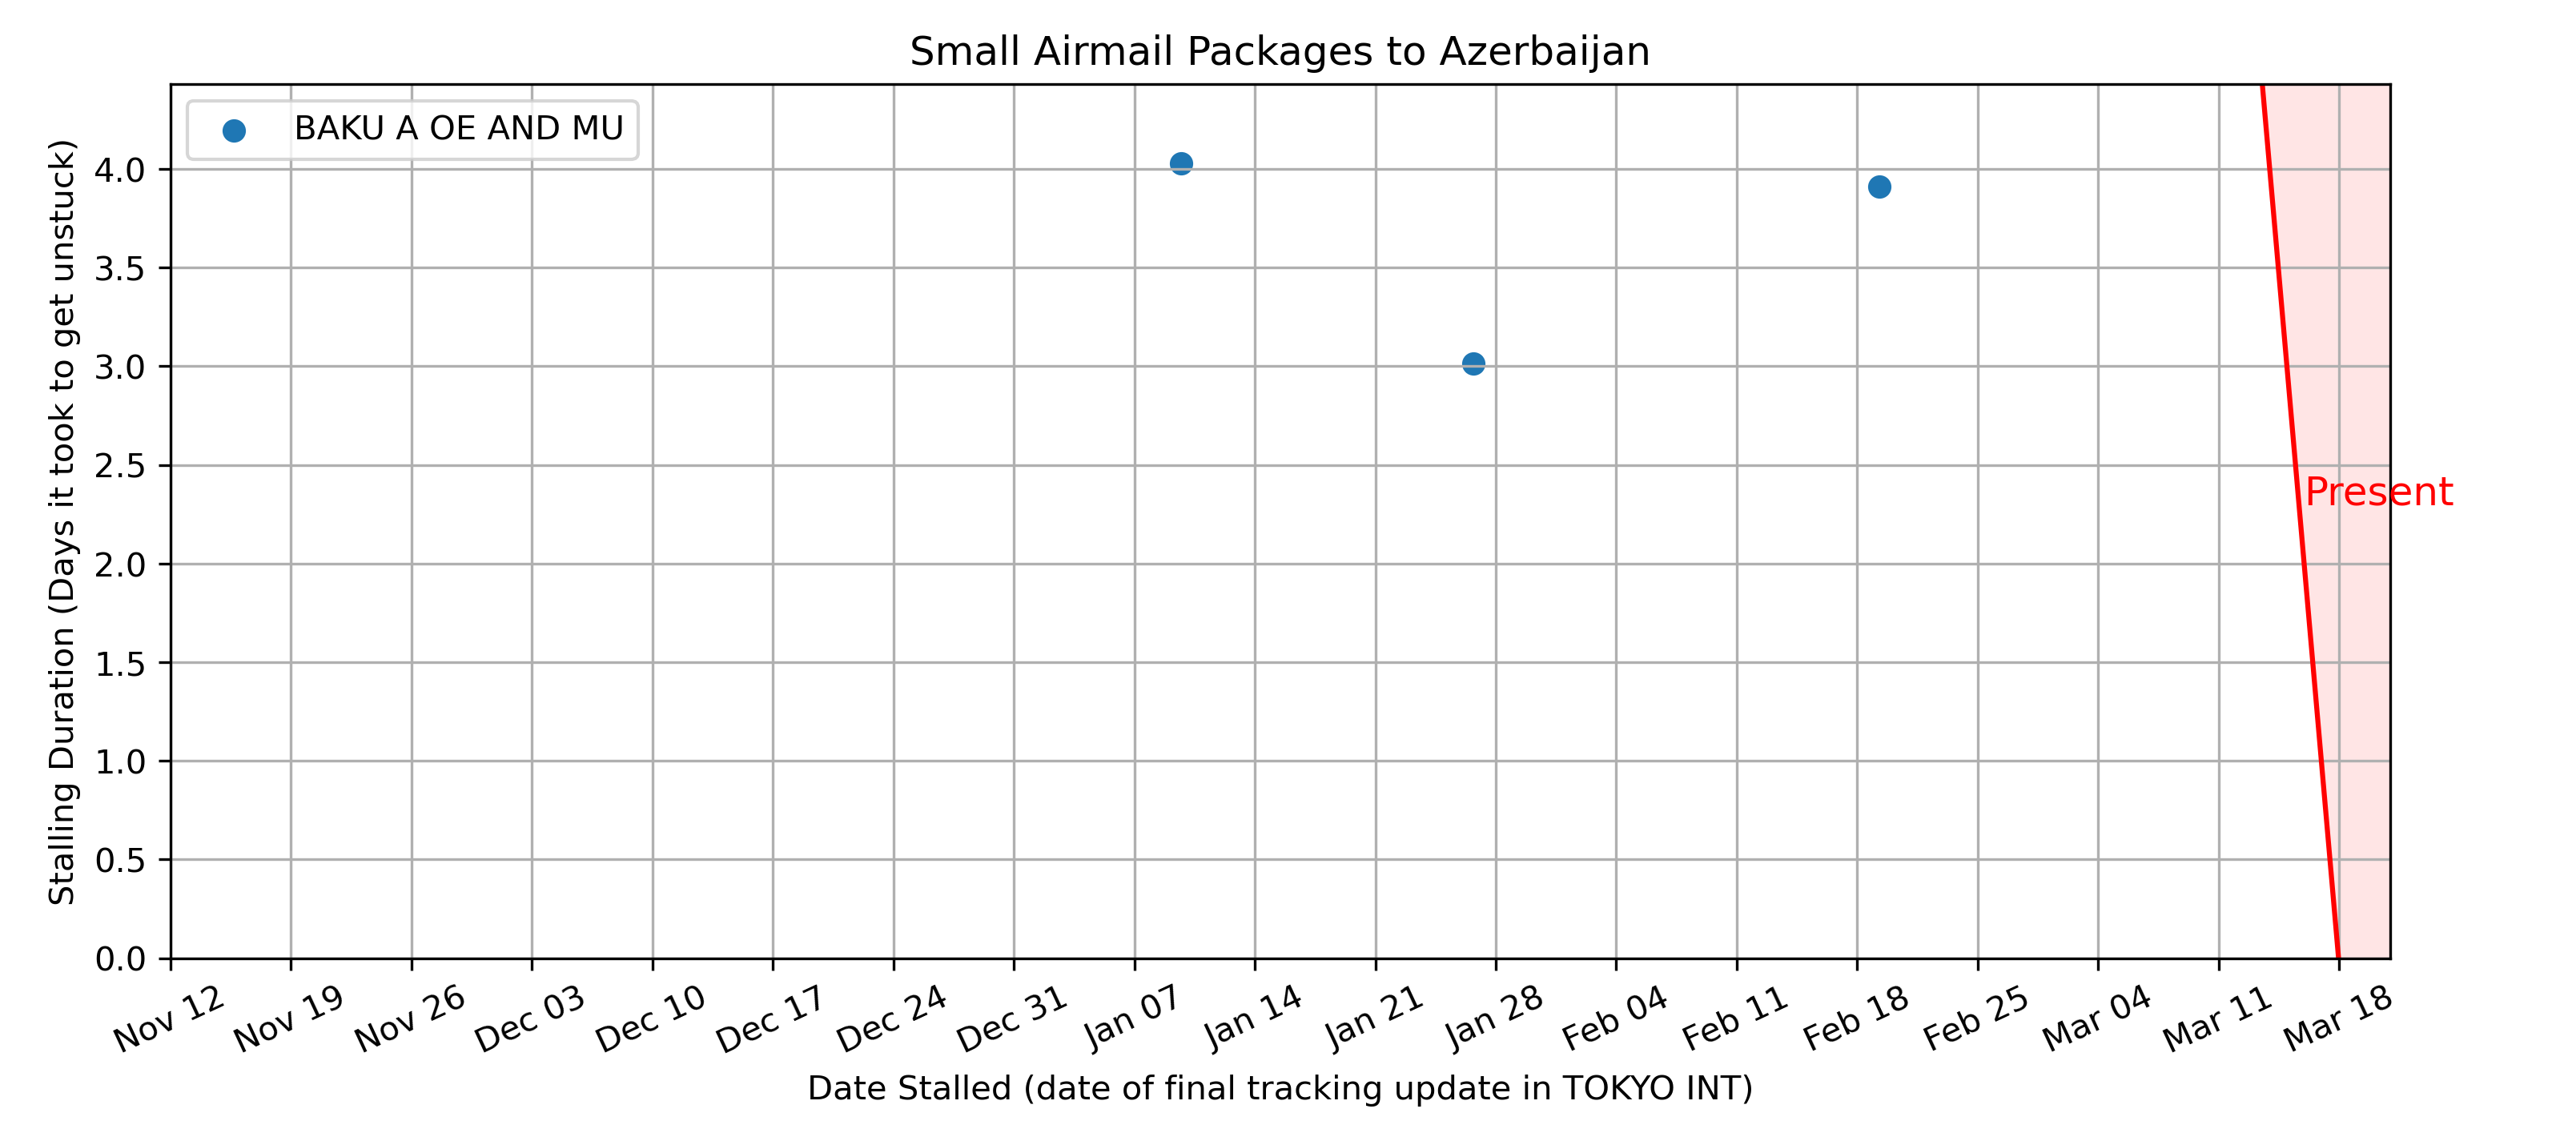 Small Airmail Packages to Azerbaijan
BAKU A OE AND MU
Stalling Duration (Days it took to get unstuck)
4.0
3.5
3.0
2.5
2.0
1.5
1.0
0.5
0.0
Present
Nov 12
Nov 19
Nov 26
Dec 03
Dec 10
Dec 17
Dec 24
Dec 31
Jan 07
Jan 14
Jan 21
Jan 28
Feb 04
Feb 11
Feb 18
Feb 25
Mar 04
Mar 11
Mar 18
Date Stalled (date of final tracking update in TOKYO INT)